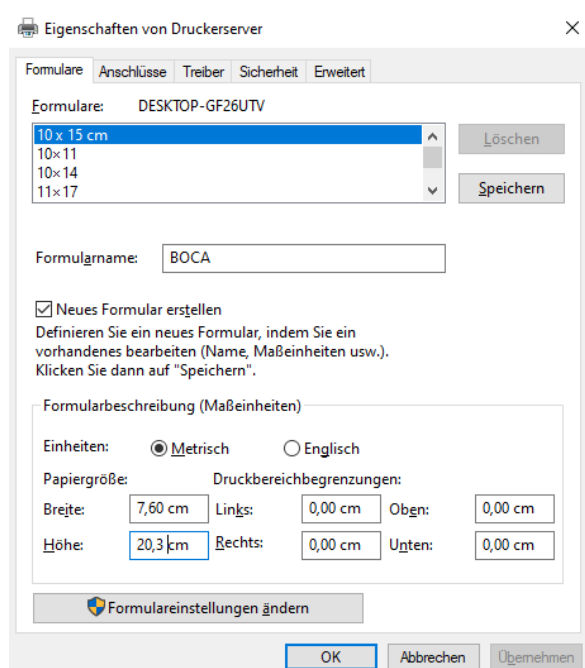 Eigenschaften von Druckerserver
Formulare Anschlüsse Treiber Sicherheit Erweitert
Formulare: DESKTOP-GF26UTV
10 x 15 cm
10×11
10×14
11×17
Löschen
Speichern
Formularname: BOCA
Neues Formular erstellen
Definieren Sie ein neues Formular, indem Sie ein
vorhandenes bearbeiten (Name, Maßeinheiten usw.).
Klicken Sie dann auf "Speichern".
Formularbeschreibung (Maßeinheiten)
Einheiten: Metrisch Englisch
Papiergröße: Druckbereichbegrenzungen:
Breite: 7,60 cm Links: 0,00 cm Oben: 0,00 cm
Höhe: 20,3 cm Rechts: 0,00 cm Unten: 0,00 cm
Formulareinstellungen ändern
OK Abbrechen Übernehmen